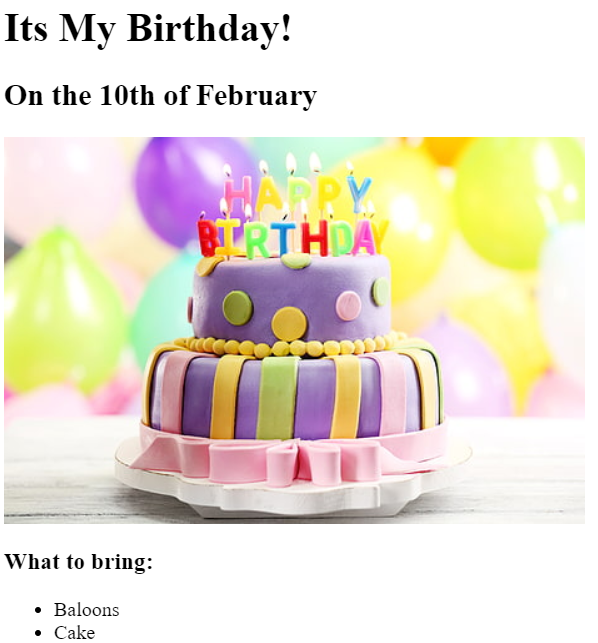 Its My Birthday!
On the 10th of February
HAPPY
BIRTHDAY
What to bring:
Baloons
Cake